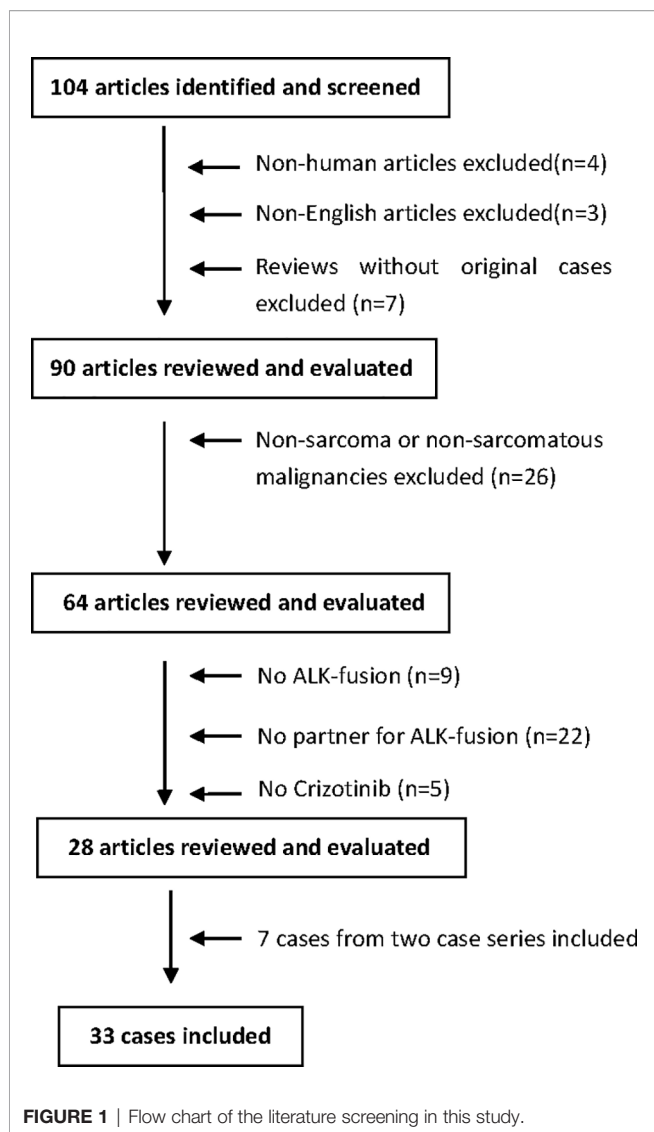 104 articles identified and screened
Non-human articles excluded(n=4)
Non-English articles excluded(n=3)
Reviews without original cases
excluded (n=7)
90 articles reviewed and evaluated
Non-sarcoma or non-sarcomatous
malignancies excluded (n=26)
64 articles reviewed and evaluated
No ALK-fusion (n=9)
No partner for ALK-fusion (n=22)
No Crizotinib (n=5)
28 articles reviewed and evaluated
7 cases from two case series included
33 cases included
FIGURE 1 | Flow chart of the literature screening in this study.